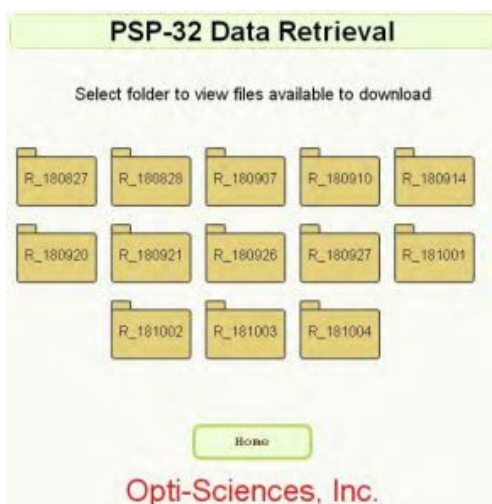 PSP-32 Data Retrieval
Select folder to view files available to download
R_180827 R_180828 R_180907 R_180910 R_180914
R_180920 R_180921 R_180926 R_180927 R_181001
R_181002 R_181003 R_181004
Home
Opti-Sciences, Inc.